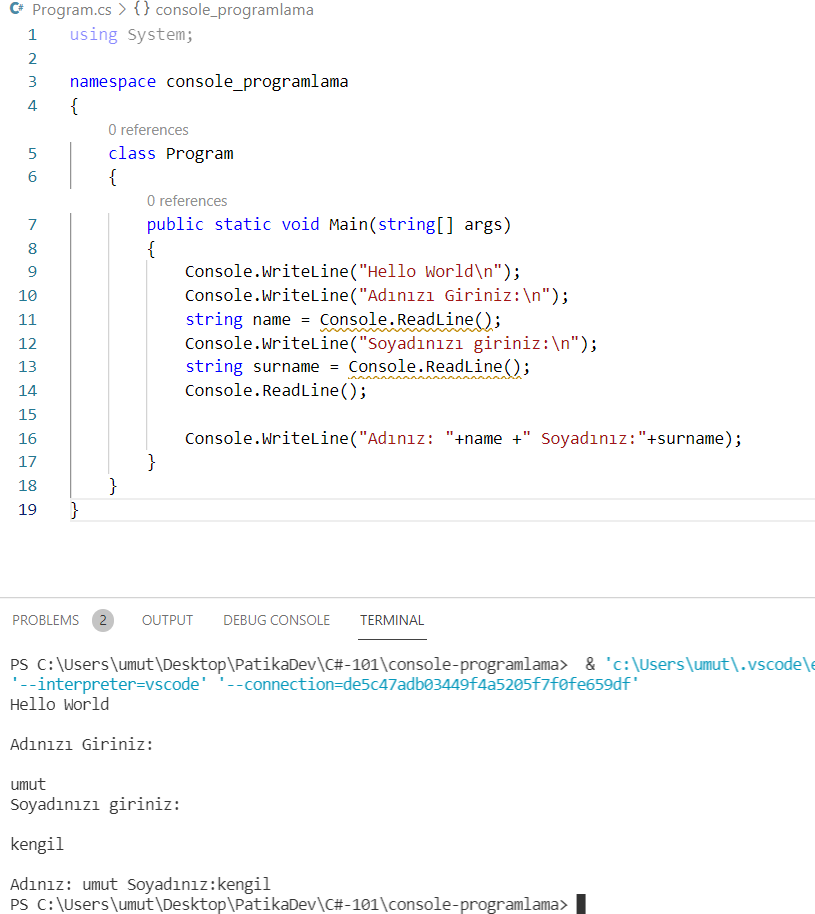 C# Program.cs > {} console_programlama
1 using System;
2
3 namespace console_programlama
4 {
0 references
5 class Program
6 {
0 references
7 public static void Main(string[] args)
8 {
9 Console.WriteLine("Hello World\n");
10 Console.WriteLine("Adınızı Giriniz:\n");
11 string name = Console.ReadLine();
12 Console.WriteLine("Soyadınızı giriniz:\n");
13 string surname = Console.ReadLine();
14 Console.ReadLine();
15
16 Console.WriteLine("Adınız: "+name +" Soyadınız:"+surname);
17 }
18 }
19 }
PROBLEMS 2 OUTPUT DEBUG CONSOLE TERMINAL
PS C:\Users\umut\Desktop\PatikaDev\C#-101\console-programlama>  & 'c:\Users\umut\.vscode\e
'--interpreter=vscode' '--connection=de5c47adb03449f4a5205f7f0fe659df'
Hello World
Adınızı Giriniz:
umut
Soyadınızı giriniz:
kengil
Adınız: umut Soyadınız:kengil
PS C:\Users\umut\Desktop\PatikaDev\C#-101\console-programlama>